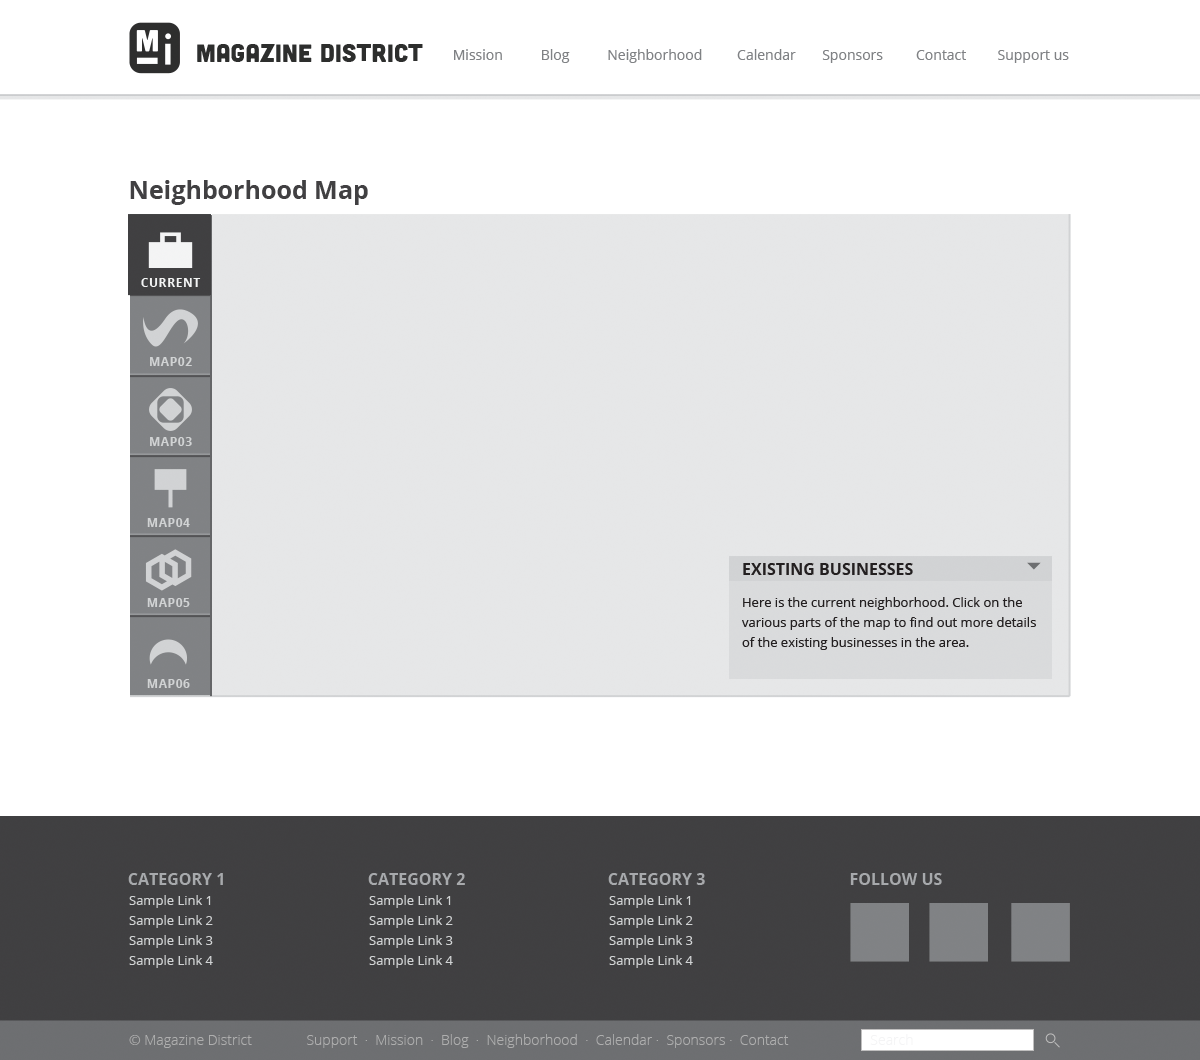 Mi MAGAZINE DISTRICT Mission Blog Neighborhood Calendar Sponsors Contact Support us
Neighborhood Map
CURRENT
MAP02
MAP03
MAP04
MAP05
MAP06
EXISTING BUSINESSES
Here is the current neighborhood. Click on the
various parts of the map to find out more details
of the existing businesses in the area.
CATEGORY 1
Sample Link 1
Sample Link 2
Sample Link 3
Sample Link 4
CATEGORY 2
Sample Link 1
Sample Link 2
Sample Link 3
Sample Link 4
CATEGORY 3
Sample Link 1
Sample Link 2
Sample Link 3
Sample Link 4
FOLLOW US
© Magazine District Support · Mission · Blog · Neighborhood · Calendar · Sponsors · Contact Search